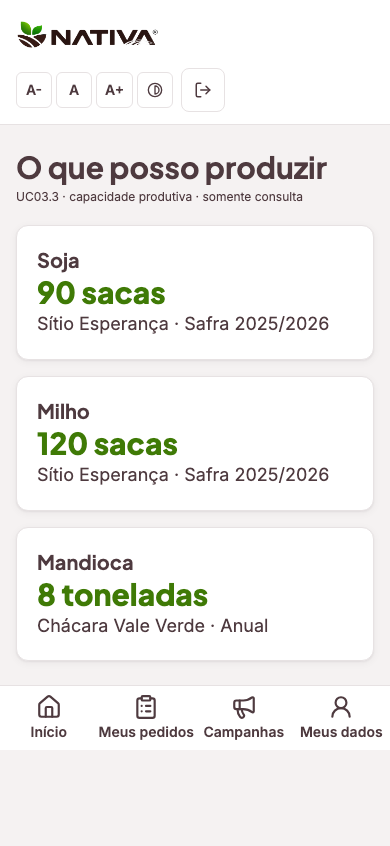 NATIVA®
A-
A
A+
O que posso produzir
UC03.3 · capacidade produtiva · somente consulta
Soja
90 sacas
Sítio Esperança · Safra 2025/2026
Milho
120 sacas
Sítio Esperança · Safra 2025/2026
Mandioca
8 toneladas
Chácara Vale Verde · Anual
Início
Meus pedidos
Campanhas
Meus dados